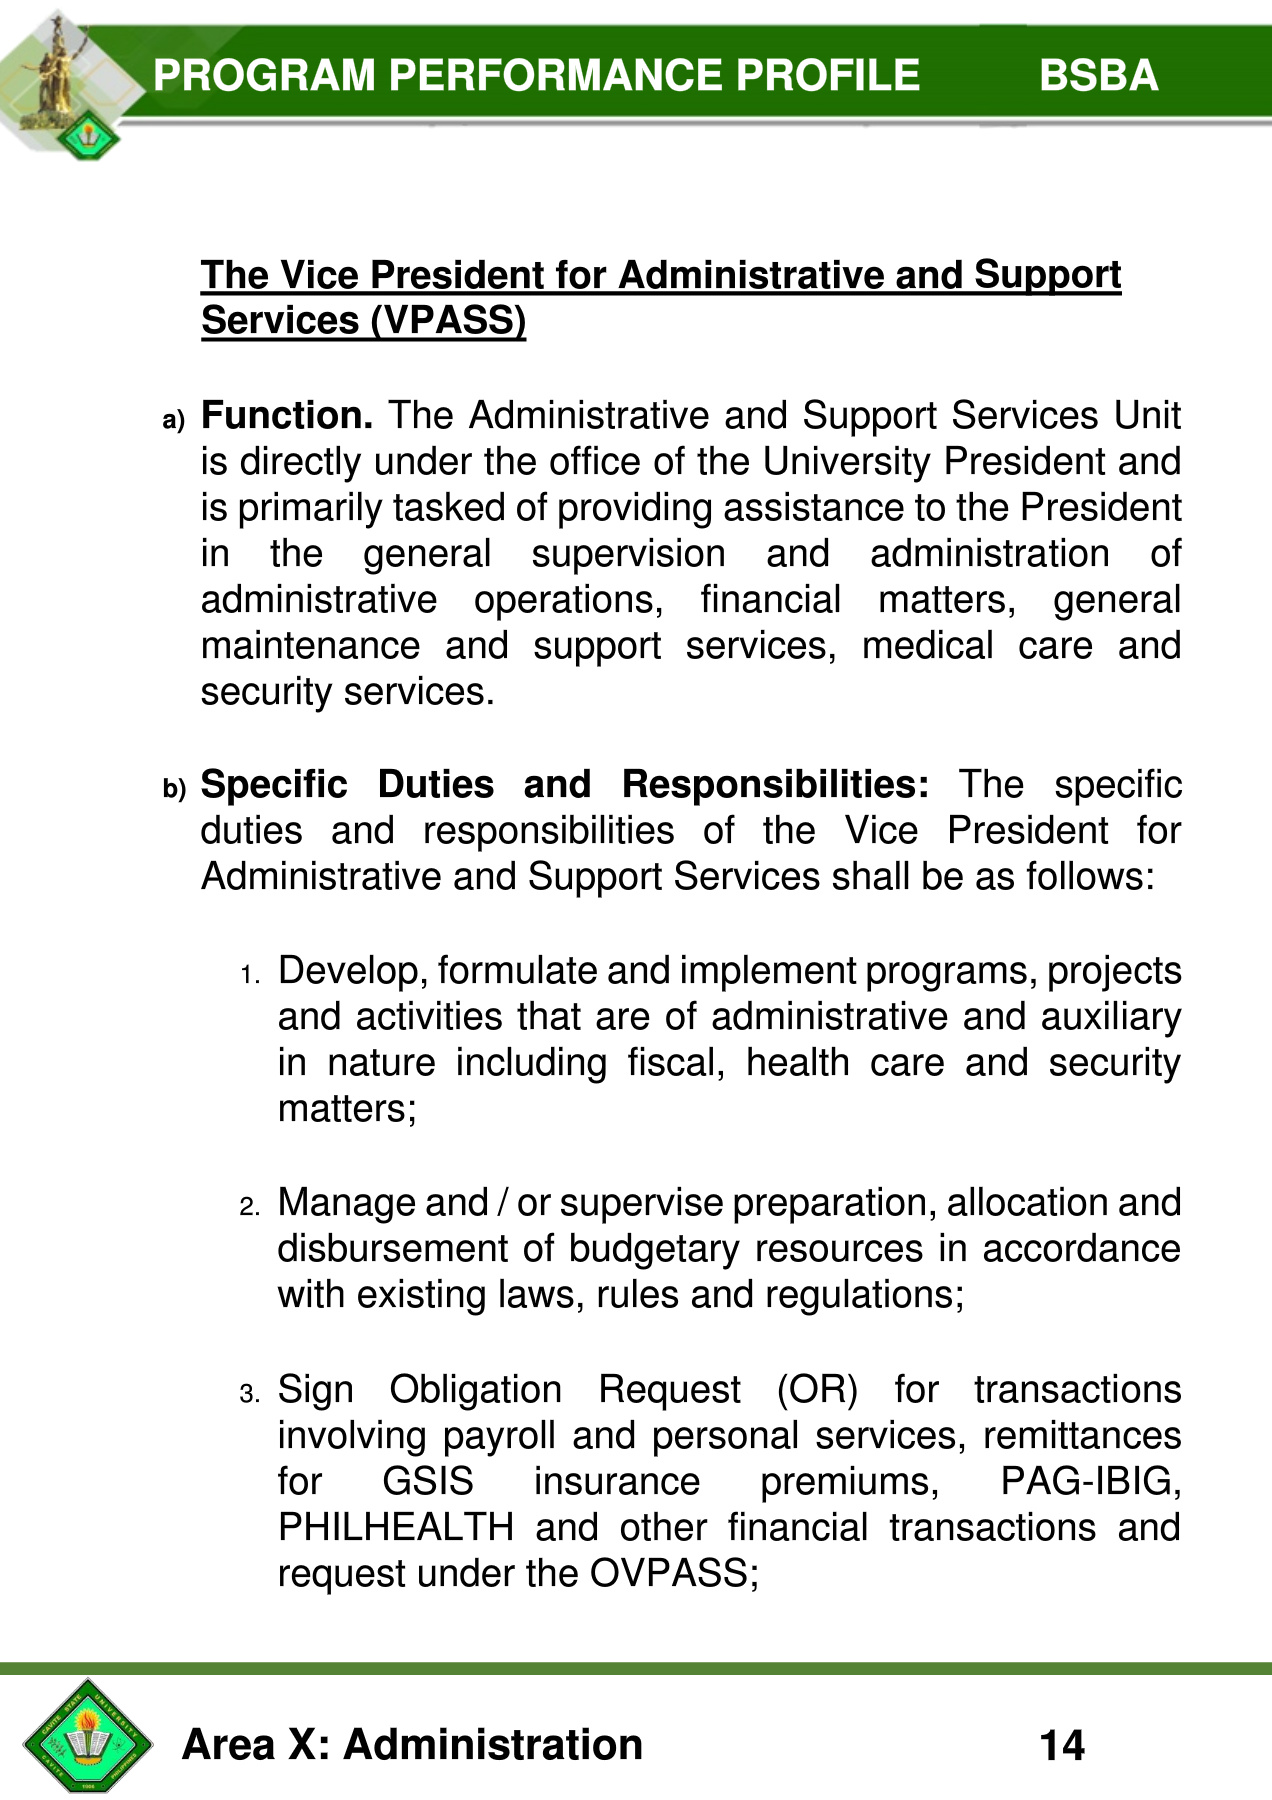 PROGRAM PERFORMANCE PROFILE BSBA
The Vice President for Administrative and Support
Services (VPASS)
a) Function. The Administrative and Support Services Unit
is directly under the office of the University President and
is primarily tasked of providing assistance to the President
in the general supervision and administration of
administrative operations, financial matters, general
maintenance and support services, medical care and
security services.
b) Specific Duties and Responsibilities: The specific
duties and responsibilities of the Vice President for
Administrative and Support Services shall be as follows:
1. Develop, formulate and implement programs, projects
and activities that are of administrative and auxiliary
in nature including fiscal, health care and security
matters;
2. Manage and / or supervise preparation, allocation and
disbursement of budgetary resources in accordance
with existing laws, rules and regulations;
3. Sign Obligation Request (OR) for transactions
involving payroll and personal services, remittances
for GSIS insurance premiums, PAG-IBIG,
PHILHEALTH and other financial transactions and
request under the OVPASS;
CAVITE STATE UNIVERSITY
CAVITE PHILIPPINES
1906
Area X: Administration 14